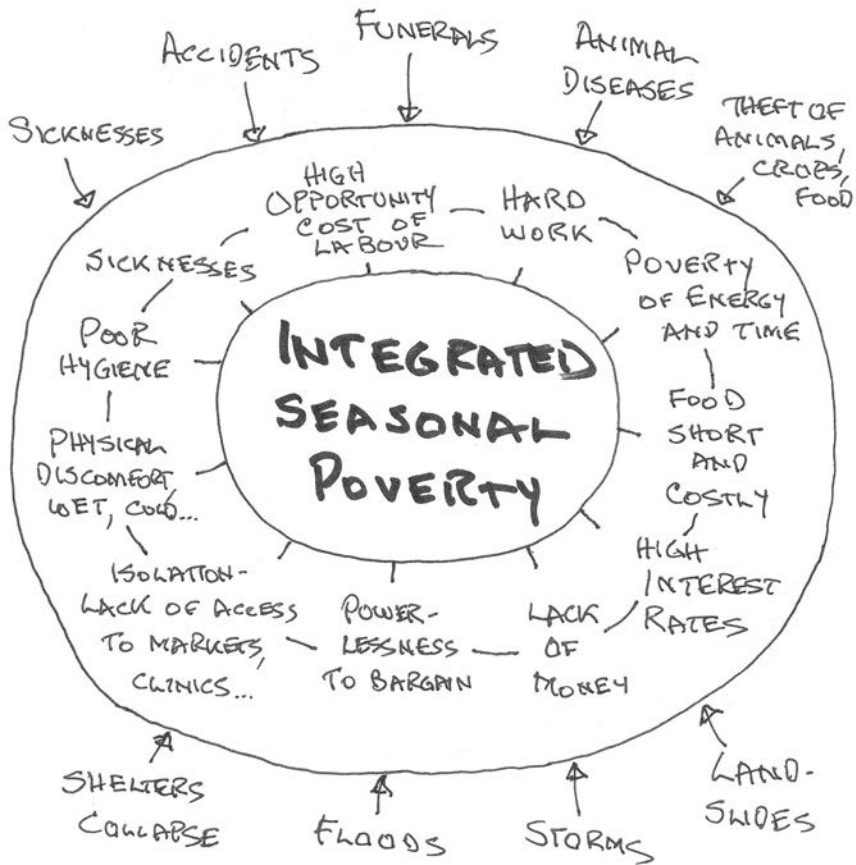 FUNERALS
ACCIDENTS
ANIMAL
DISEASES
SICKNESSES
THEFT OF
ANIMALS,
CROPS,
FOOD
HIGH
OPPORTUNITY
COST OF
LABOUR
HARD
WORK
POVERTY
OF ENERGY
AND TIME
FOOD
SHORT
AND
COSTLY
HIGH
INTEREST
RATES
LACK
OF
MONEY
POWER-
LESSNESS
TO BARGAIN
ISOLATION-
LACK OF ACCESS
TO MARKETS,
CLINICS...
PHYSICAL
DISCOMFORT,
WET, COLD...
POOR
HYGIENE
SICKNESSES
INTEGRATED
SEASONAL
POVERTY
SHELTERS
COLLAPSE
FLOODS
STORMS
LAND-
SLIDES